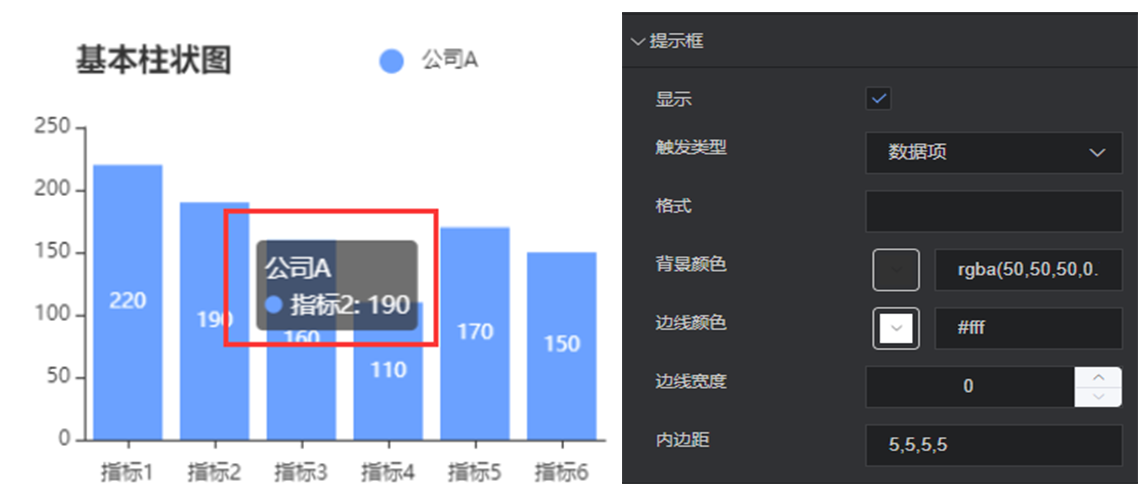 基本柱状图
公司A
250
200
150
100
50
0
220
190
160
110
170
150
公司A
指标2: 190
指标1 指标2 指标3 指标4 指标5 指标6
提示框
显示
触发类型 数据项
格式
背景颜色 rgba(50,50,50,0.
边线颜色 #fff
边线宽度 0
内边距 5,5,5,5